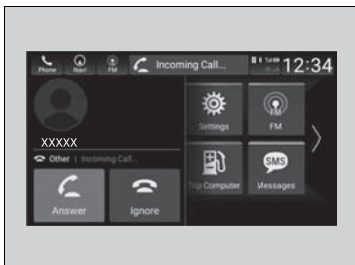 Phone Navi FM Incoming Call... 12:34
Settings FM
XXXXX
Other | Incoming Call...
Trip Computer SMS Messages
Answer Ignore